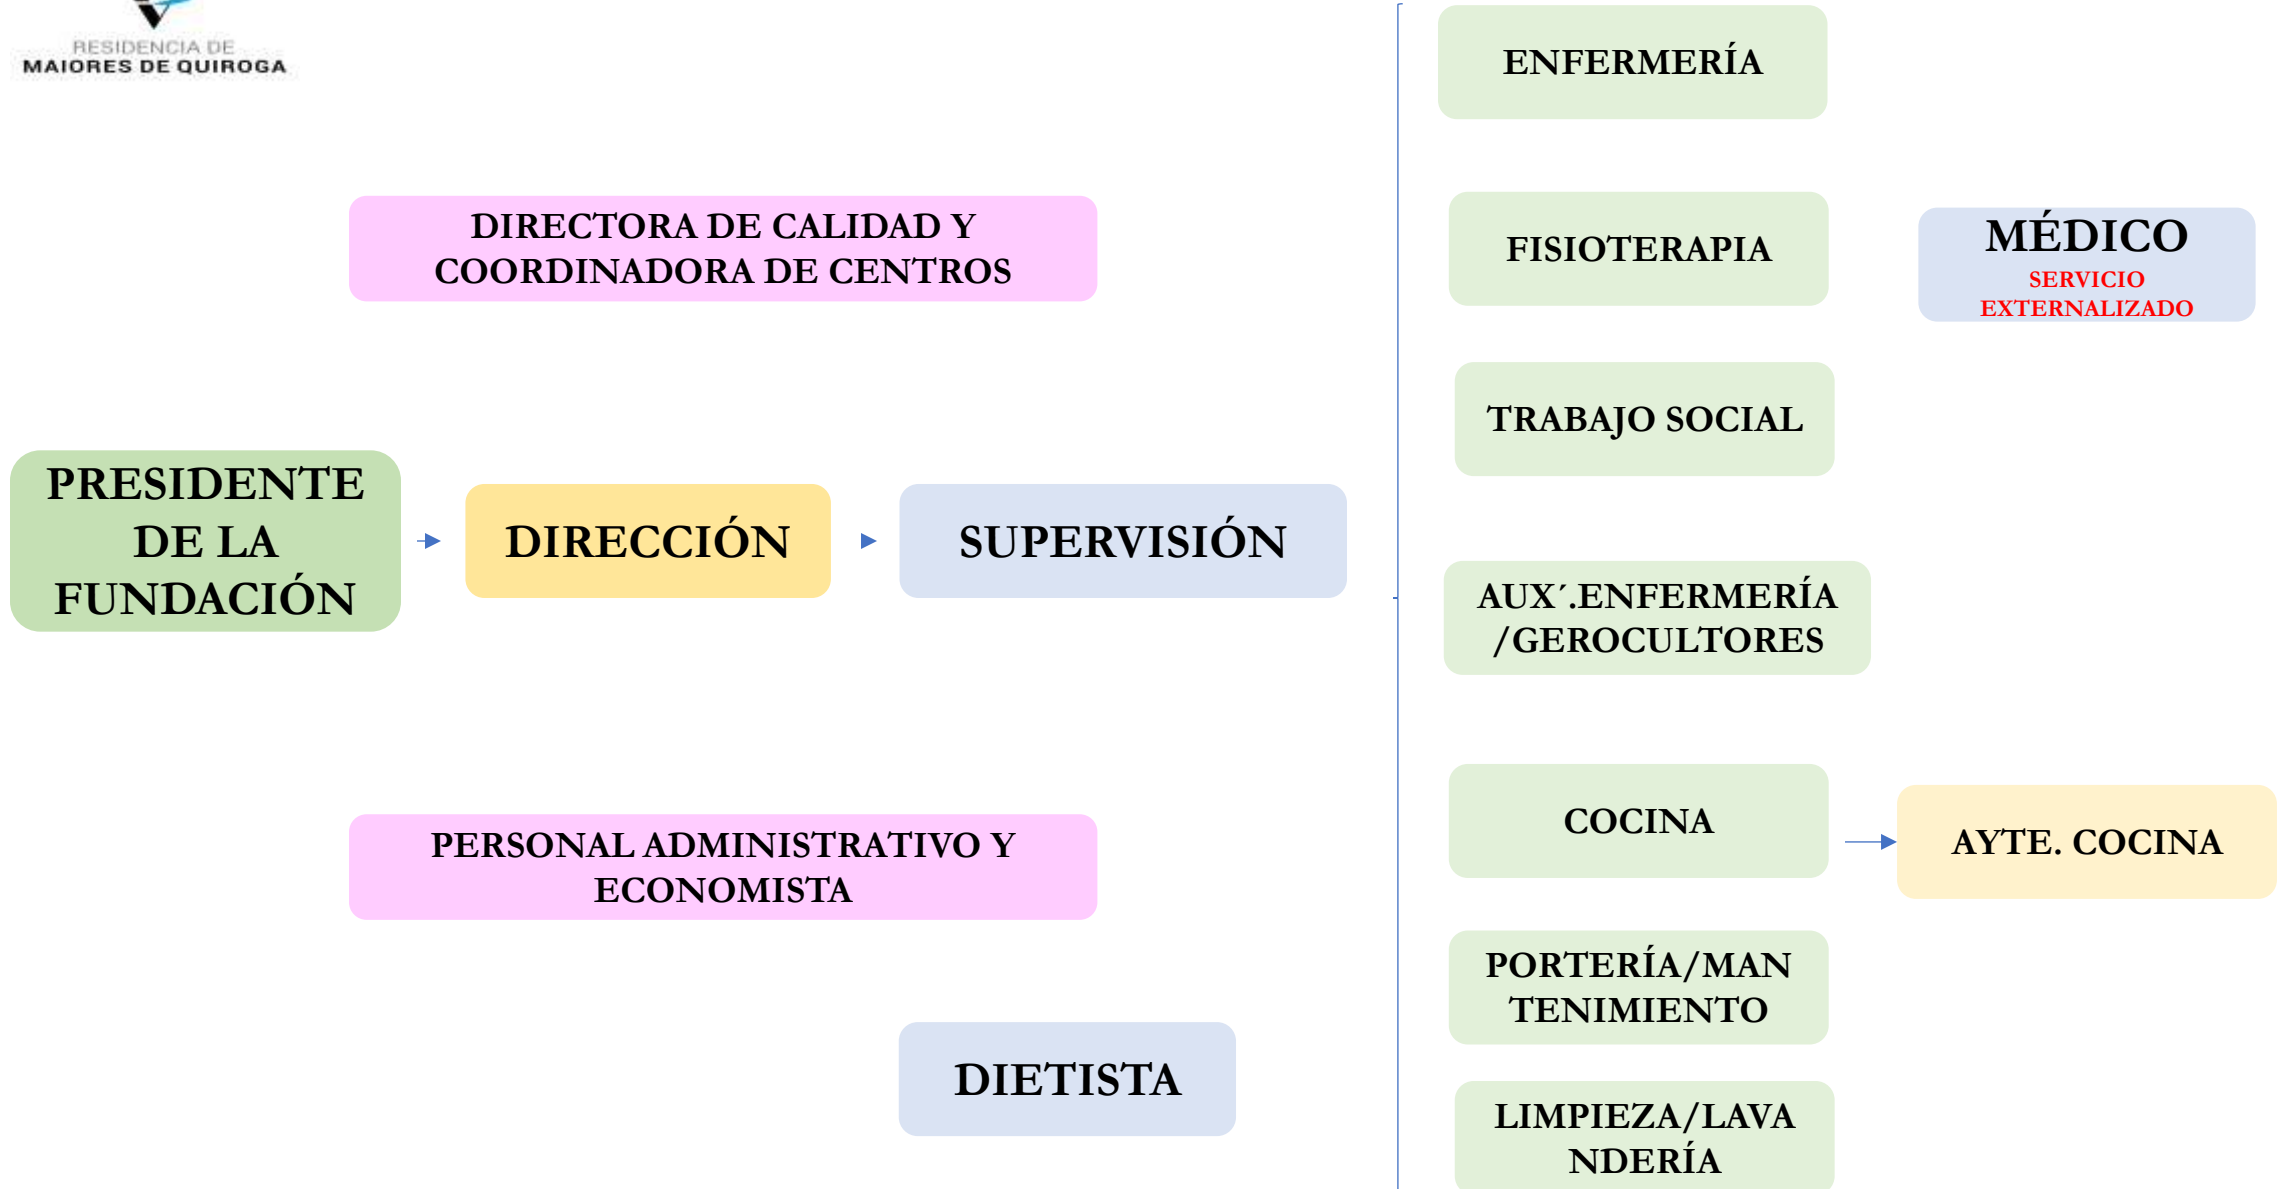 RESIDENCIA DE
MAIORES DE QUIROGA
ENFERMERÍA
DIRECTORA DE CALIDAD Y
COORDINADORA DE CENTROS
FISIOTERAPIA
MÉDICO
SERVICIO
EXTERNALIZADO
TRABAJO SOCIAL
PRESIDENTE
DE LA
FUNDACIÓN
DIRECCIÓN
SUPERVISIÓN
AUX´.ENFERMERÍA
/GEROCULTORES
COCINA
AYTE. COCINA
PERSONAL ADMINISTRATIVO Y
ECONOMISTA
PORTERÍA/MAN
TENIMIENTO
DIETISTA
LIMPIEZA/LAVA
NDERÍA